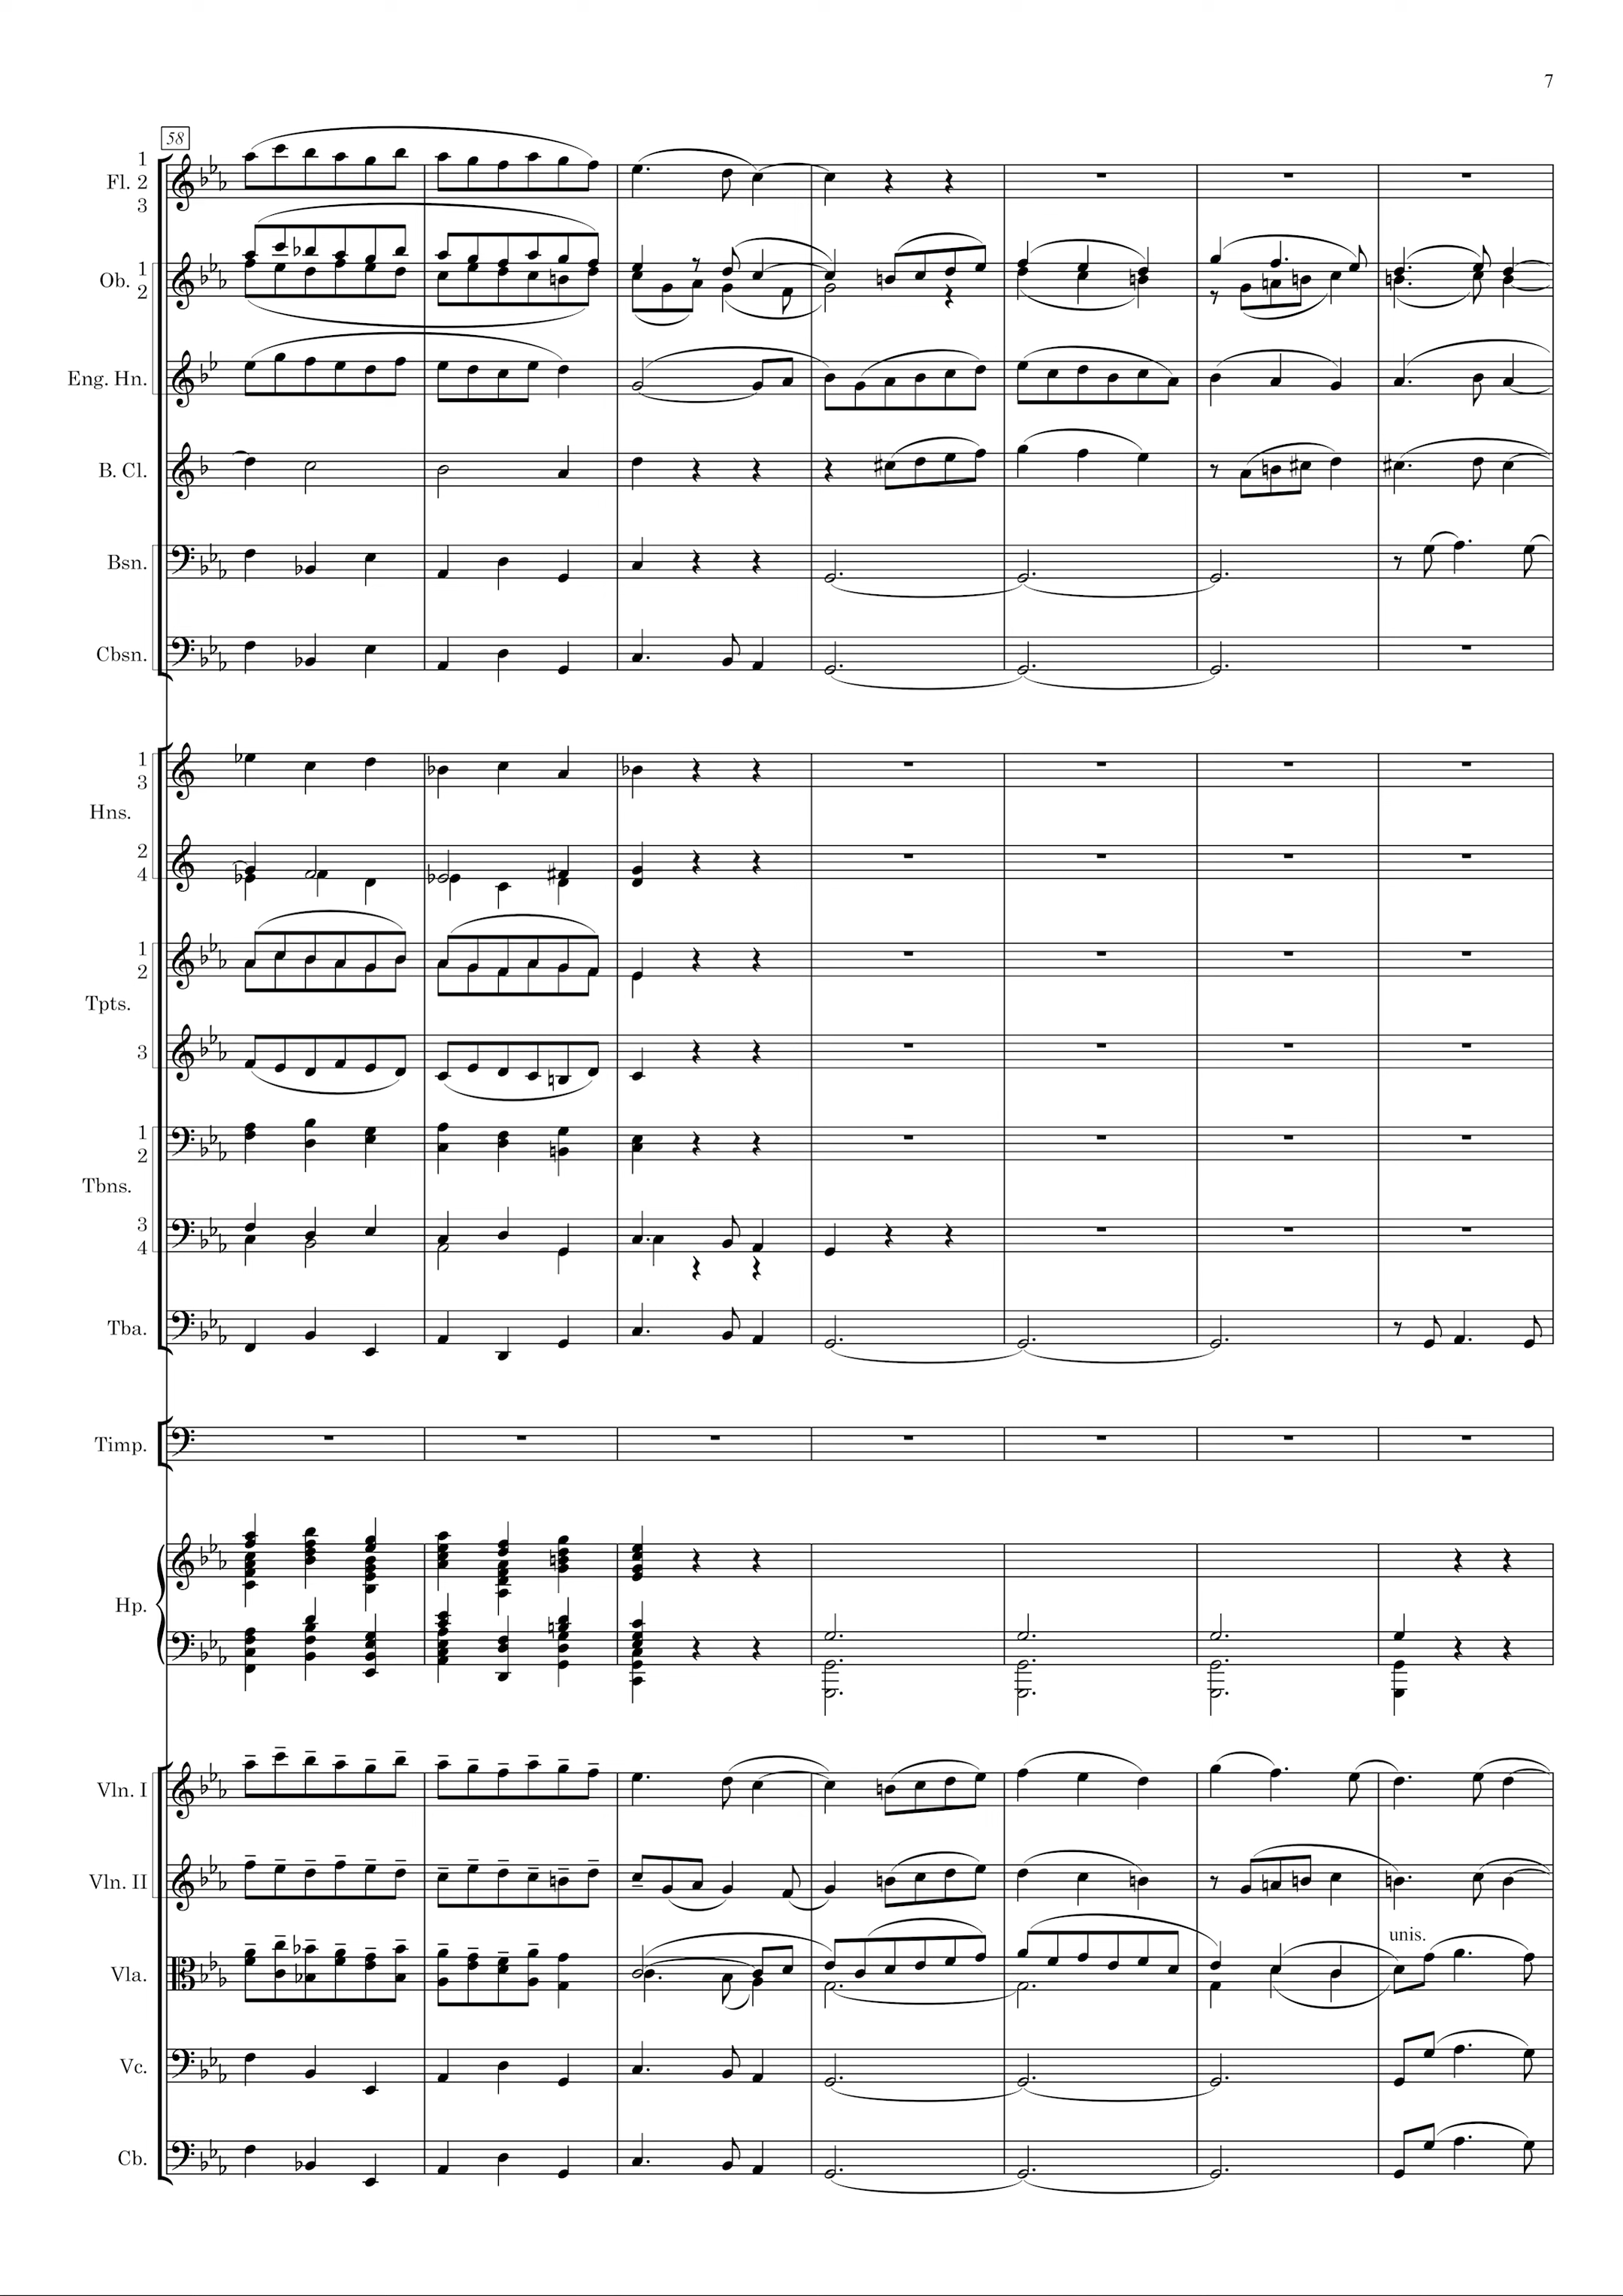 7
58
1
Fl. 2
3
Ob. 1
2
Eng. Hn.
B. Cl.
Bsn.
Cbsn.
1
3
Hns.
2
4
1
2
Tpts.
3
1
2
Tbns.
3
4
Tba.
Timp.
Hp.
Vln. I
Vln. II
unis.
Vla.
Vc.
Cb.